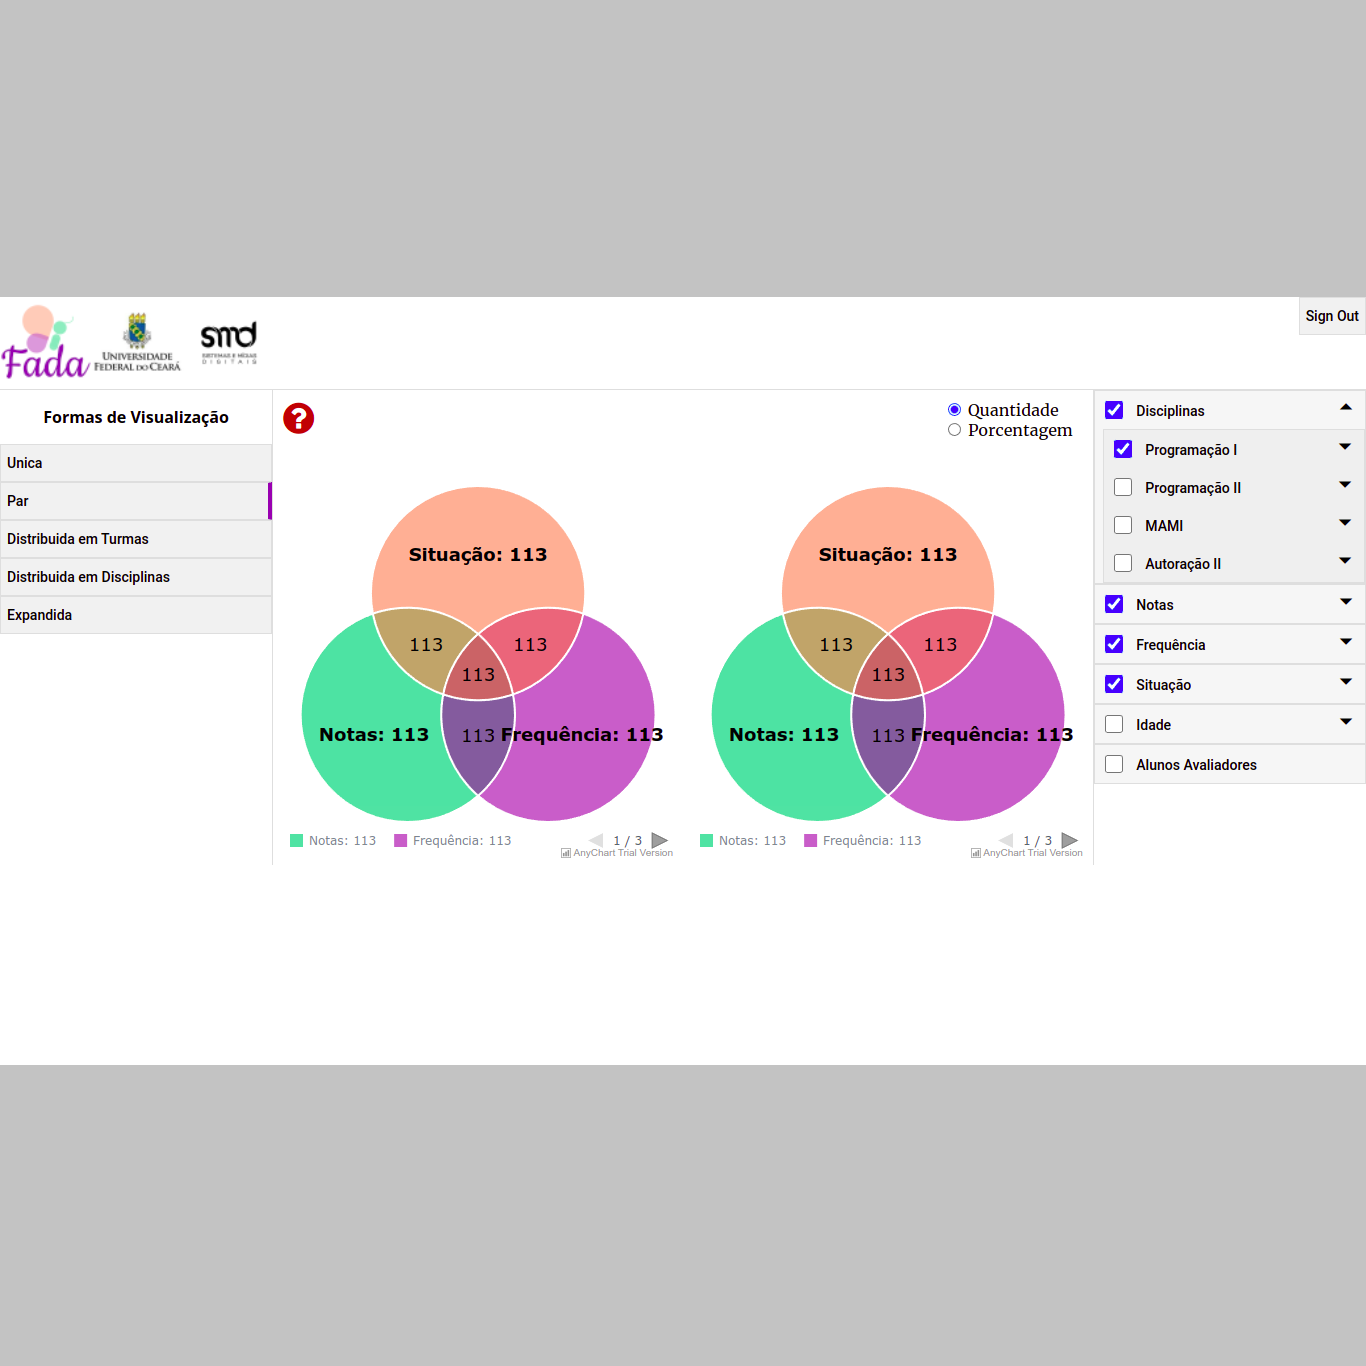 Fada
UNIVERSIDADE
FEDERAL DO CEARÁ
smd
SISTEMAS E MÍDIAS
DIGITAIS
Sign Out
Formas de Visualização
Unica
Par
Distribuida em Turmas
Distribuida em Disciplinas
Expandida
?
Quantidade
Porcentagem
Situação: 113
113
113
113
Notas: 113
113
Frequência: 113
Notas: 113
Frequência: 113
1 / 3
AnyChart Trial Version
Situação: 113
113
113
113
Notas: 113
113
Frequência: 113
Notas: 113
Frequência: 113
1 / 3
AnyChart Trial Version
Disciplinas
Programação I
Programação II
MAMI
Autoração II
Notas
Frequência
Situação
Idade
Alunos Avaliadores